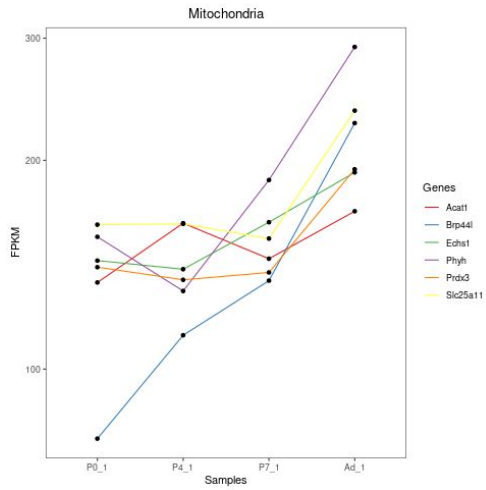 Mitochondria
300
200
100
FPKM
P0_1 P4_1 P7_1 Ad_1
Samples
Genes
Acat1
Brp44l
Echs1
Phyh
Prdx3
Slc25a11